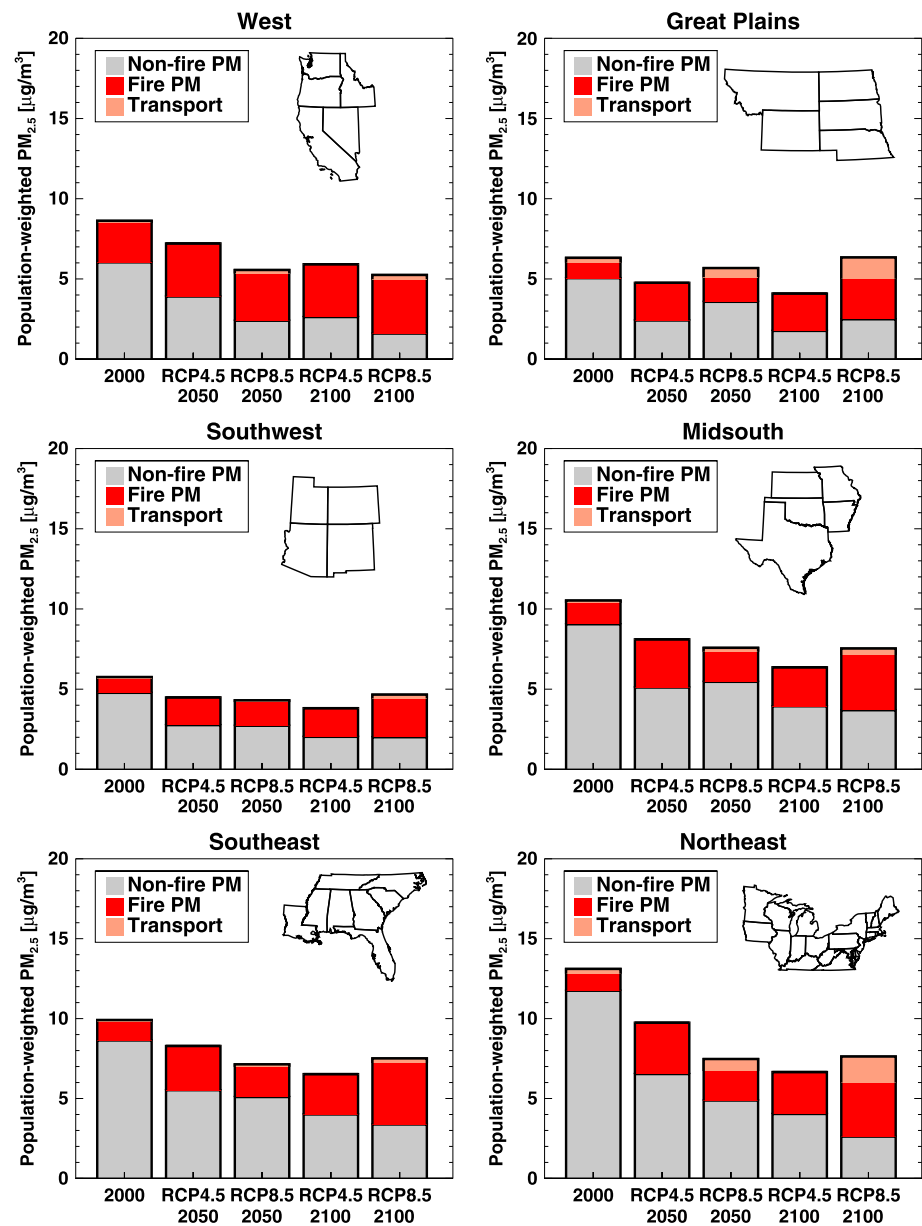 West
Population-weighted PM2.5 [μg/m3]
20
15
10
5
0
Non-fire PM
Fire PM
Transport
2000 RCP4.5 RCP8.5 RCP4.5 RCP8.5
2050 2050 2100 2100
Great Plains
Population-weighted PM2.5 [μg/m3]
20
15
10
5
0
Non-fire PM
Fire PM
Transport
2000 RCP4.5 RCP8.5 RCP4.5 RCP8.5
2050 2050 2100 2100
Southwest
Population-weighted PM2.5 [μg/m3]
20
15
10
5
0
Non-fire PM
Fire PM
Transport
2000 RCP4.5 RCP8.5 RCP4.5 RCP8.5
2050 2050 2100 2100
Midsouth
Population-weighted PM2.5 [μg/m3]
20
15
10
5
0
Non-fire PM
Fire PM
Transport
2000 RCP4.5 RCP8.5 RCP4.5 RCP8.5
2050 2050 2100 2100
Southeast
Population-weighted PM2.5 [μg/m3]
20
15
10
5
0
Non-fire PM
Fire PM
Transport
2000 RCP4.5 RCP8.5 RCP4.5 RCP8.5
2050 2050 2100 2100
Northeast
Population-weighted PM2.5 [μg/m3]
20
15
10
5
0
Non-fire PM
Fire PM
Transport
2000 RCP4.5 RCP8.5 RCP4.5 RCP8.5
2050 2050 2100 2100